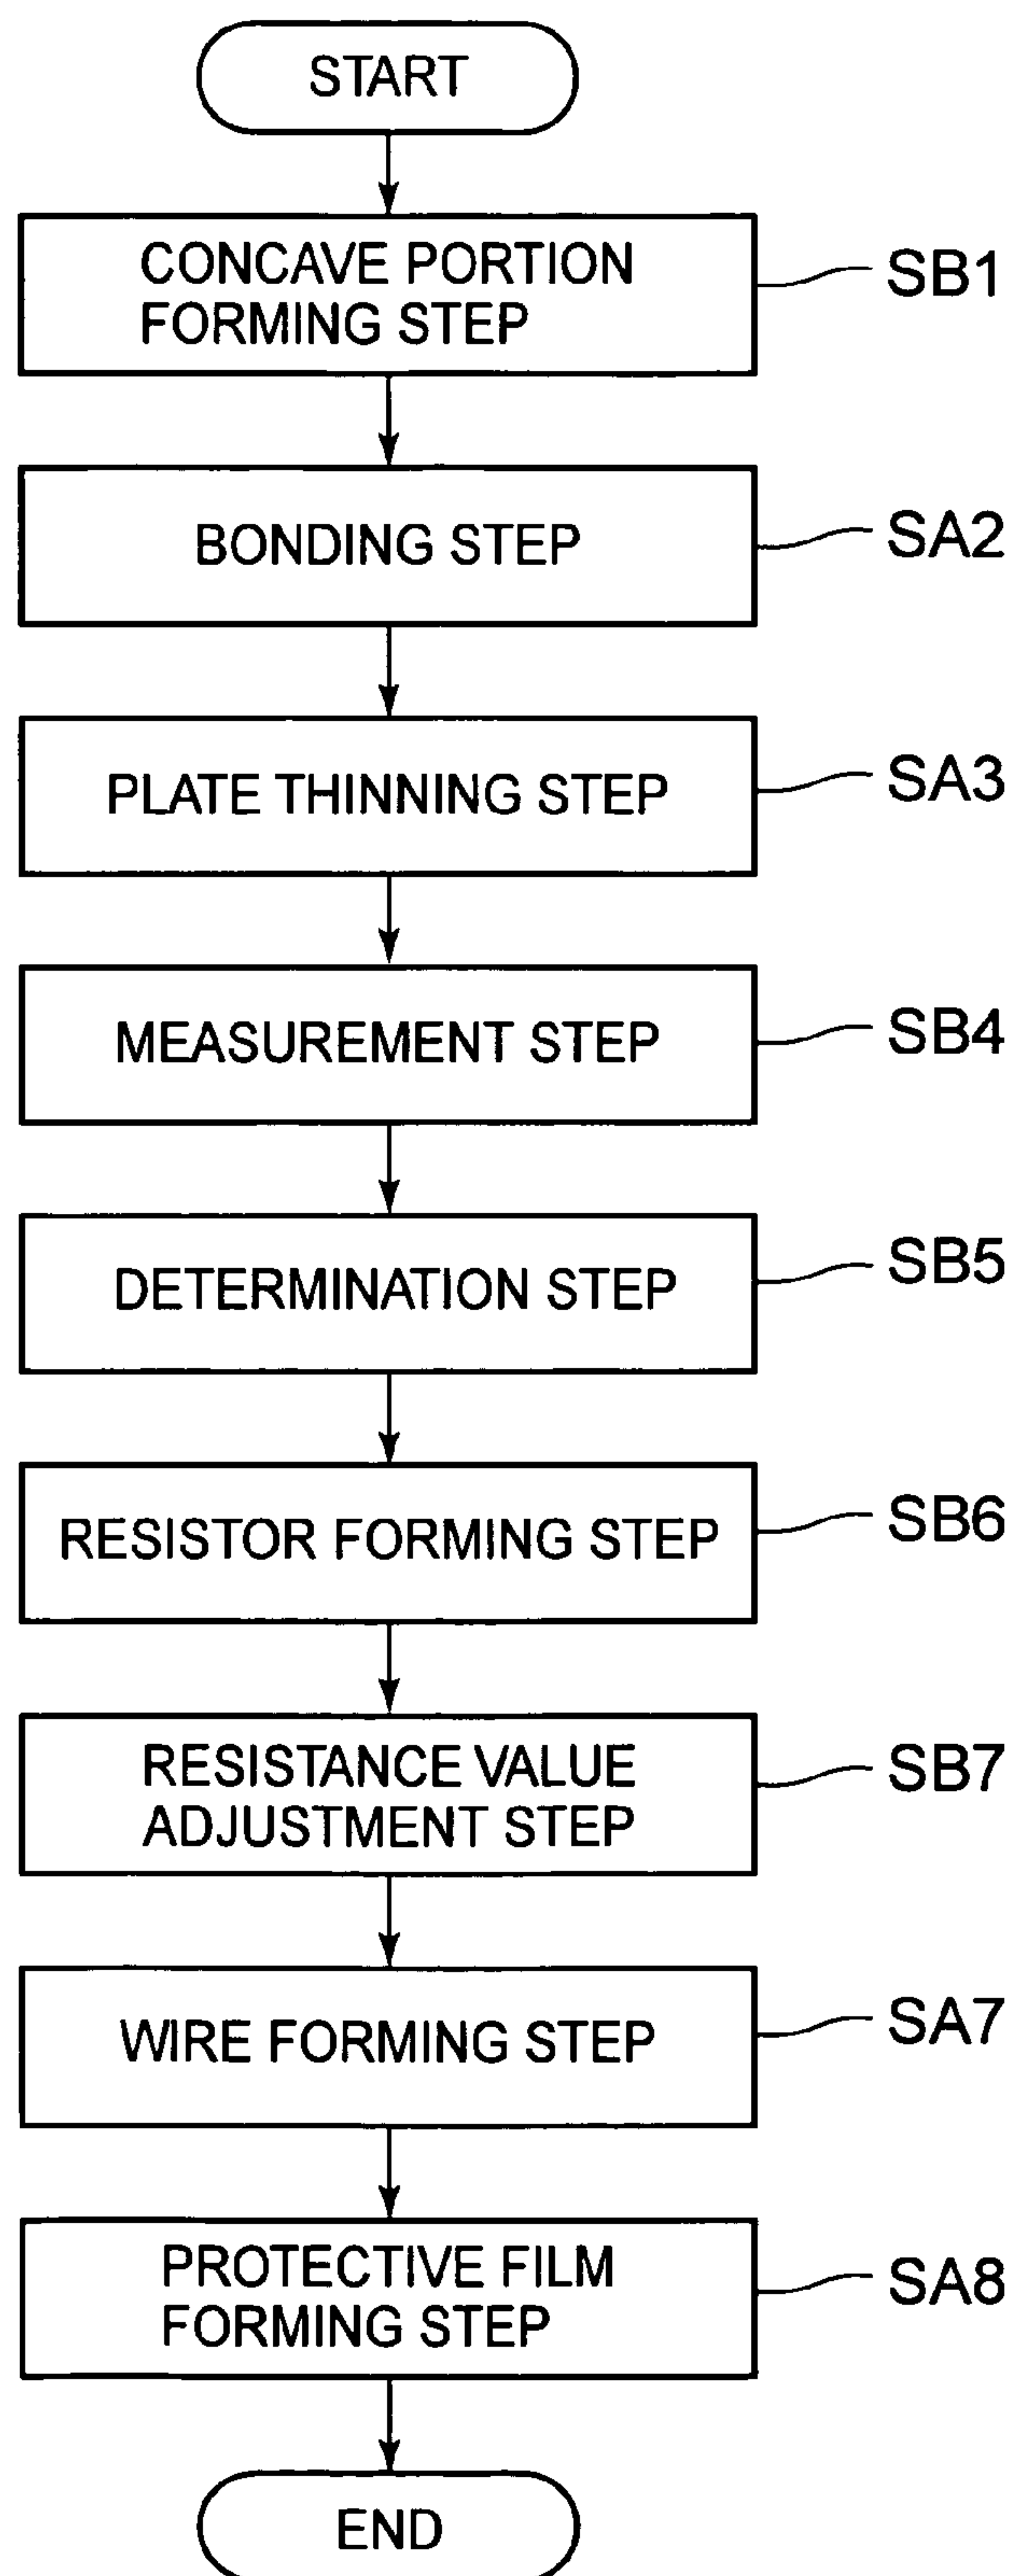 START
CONCAVE PORTION
FORMING STEP
SB1
BONDING STEP
SA2
PLATE THINNING STEP
SA3
MEASUREMENT STEP
SB4
DETERMINATION STEP
SB5
RESISTOR FORMING STEP
SB6
RESISTANCE VALUE
ADJUSTMENT STEP
SB7
WIRE FORMING STEP
SA7
PROTECTIVE FILM
FORMING STEP
SA8
END